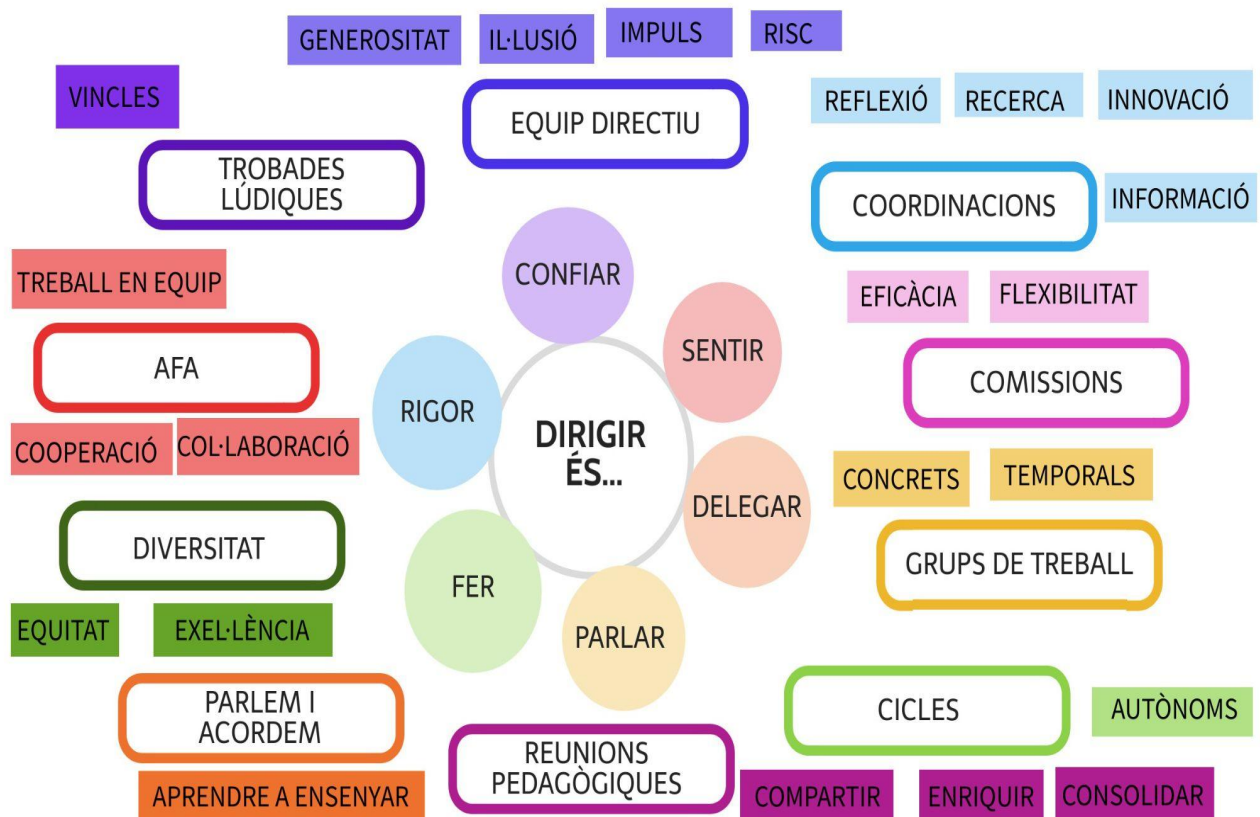 GENEROSITAT
IL·LUSIÓ
IMPULS
RISC
EQUIP DIRECTIU
VINCLES
TROBADES
LÚDIQUES
REFLEXIÓ
RECERCA
INNOVACIÓ
COORDINACIONS
INFORMACIÓ
TREBALL EN EQUIP
AFA
COOPERACIÓ
COL·LABORACIÓ
EFICÀCIA
FLEXIBILITAT
COMISSIONS
CONFIAR
SENTIR
RIGOR
DIRIGIR
ÉS...
DELEGAR
FER
PARLAR
CONCRETS
TEMPORALS
GRUPS DE TREBALL
DIVERSITAT
EQUITAT
EXEL·LÈNCIA
PARLEM I
ACORDEM
APRENDRE A ENSENYAR
REUNIONS
PEDAGÒGIQUES
COMPARTIR
ENRIQUIR
CONSOLIDAR
CICLES
AUTÒNOMS